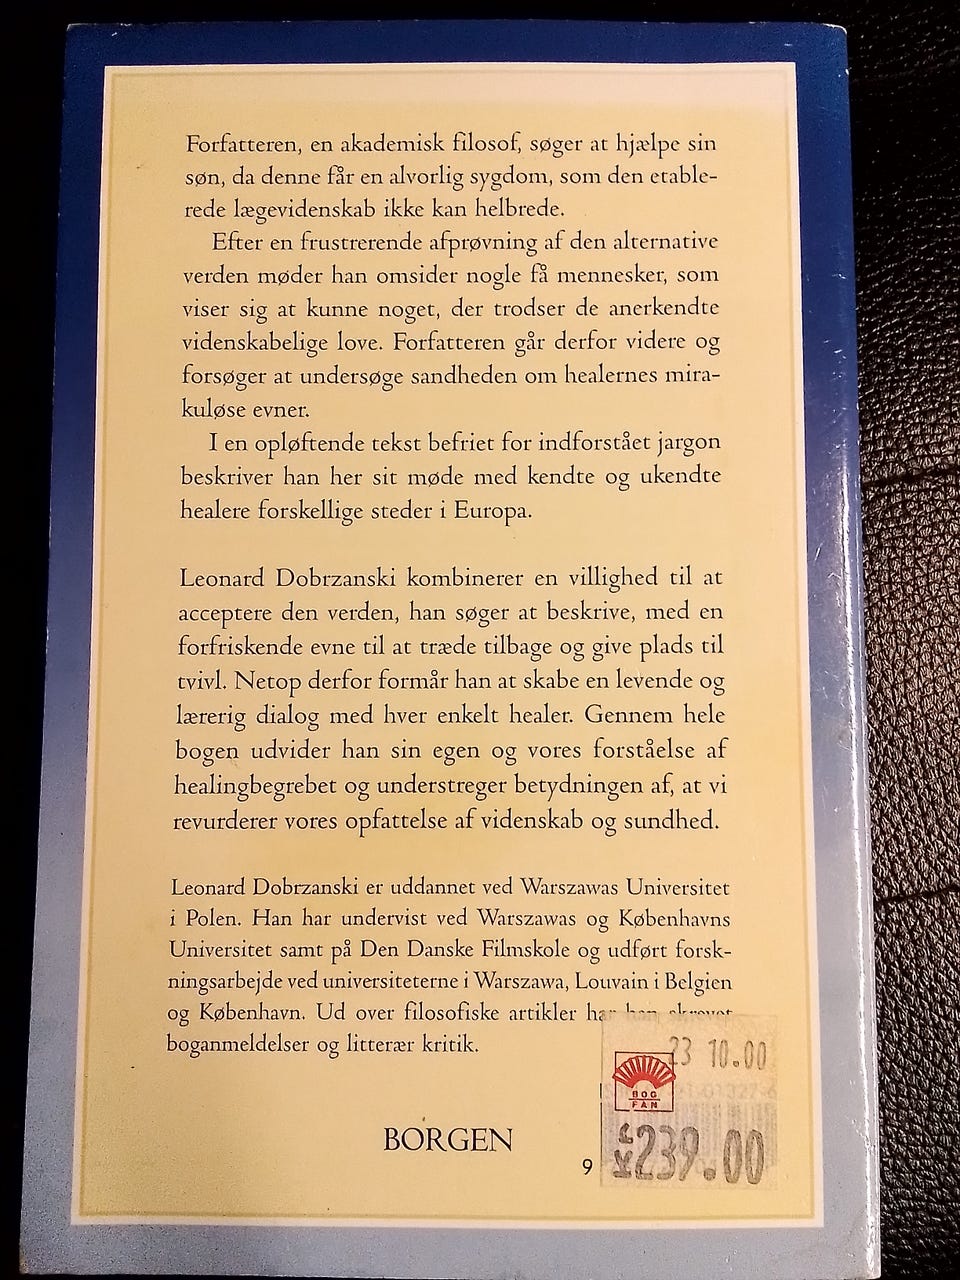 Forfatteren, en akademisk filosof, søger at hjælpe sin
søn, da denne får en alvorlig sygdom, som den etable-
rede lægevidenskab ikke kan helbrede.
Efter en frustrerende afprøvning af den alternative
verden møder han omsider nogle få mennesker, som
viser sig at kunne noget, der trodser de anerkendte
videnskabelige love. Forfatteren går derfor videre og
forsøger at undersøge sandheden om healernes mira-
kuløse evner.
I en opløftende tekst befriet for indforstået jargon
beskriver han her sit møde med kendte og ukendte
healere forskellige steder i Europa.
Leonard Dobrzanski kombinerer en villighed til at
acceptere den verden, han søger at beskrive, med en
forfriskende evne til at træde tilbage og give plads til
tvivl. Netop derfor formår han at skabe en levende og
lærerig dialog med hver enkelt healer. Gennem hele
bogen udvider han sin egen og vores forståelse af
healingbegrebet og understreger betydningen af, at vi
revurderer vores opfattelse af videnskab og sundhed.
Leonard Dobrzanski er uddannet ved Warszawas Universitet
i Polen. Han har undervist ved Warszawas og Københavns
Universitet samt på Den Danske Filmskole og udført forsk-
ningsarbejde ved universiteterne i Warszawa, Louvain i Belgien
og København. Ud over filosofiske artikler har han skrevet
boganmeldelser og litterær kritik.
23 10.00
BOG
FAN
BORGEN
9
Kr 239.00